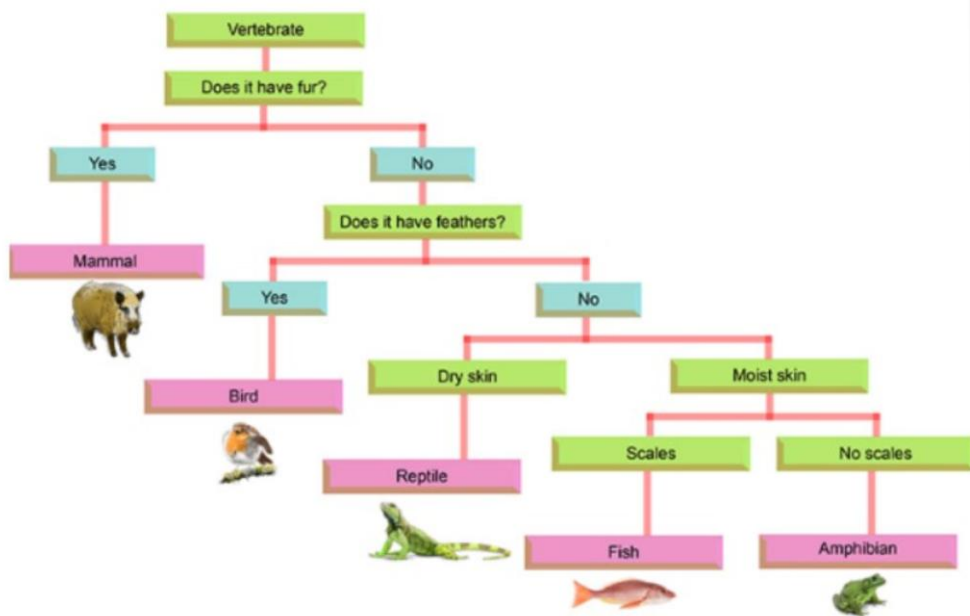 Vertebrate
Does it have fur?
Yes
No
Does it have feathers?
Mammal
Yes
No
Dry skin
Moist skin
Bird
Scales
No scales
Reptile
Fish
Amphibian